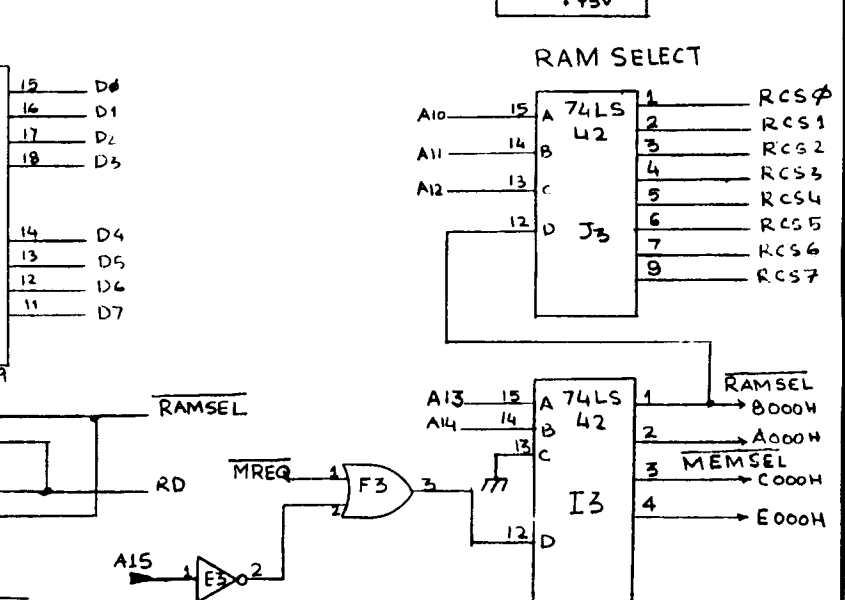 +5V
RAM SELECT
15 DØ
16 D1
17 D2
18 D3
14 D4
13 D5
12 D6
11 D7
A10 15 A 74LS 1 RCSØ
42 2 RCS1
A11 14 B 3 RCS2
A12 13 C 4 RCS3
5 RCS4
12 D J3 6 RCS5
7 RCS6
9 RCS7
RAMSEL
A13 15 A 74LS 1 8000H
A14 14 B 42 2 A000H
13 C MEMSEL
3 C000H
I3 4 E000H
12 D
RAMSEL
RD
MREQ 1 F3 3
2
A15 1 E3 2